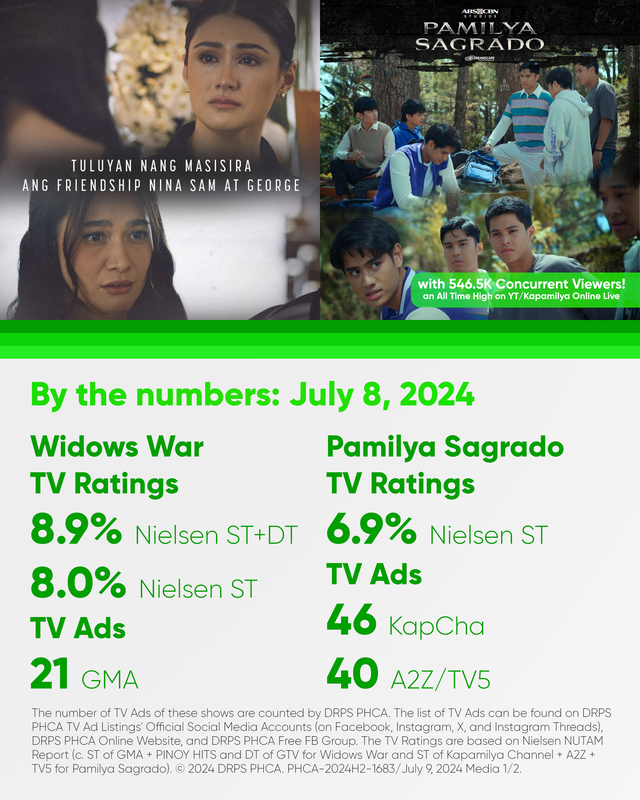 TULUYAN NANG MASISIRA
ANG FRIENDSHIP NINA SAM AT GEORGE
ABS-CBN
STUDIOS
PAMILYA
SAGRADO
DREAMSCAPE
with 546.5K Concurrent Viewers!
an All Time High on YT/Kapamilya Online Live
By the numbers: July 8, 2024
Widows War
TV Ratings
8.9% Nielsen ST+DT
8.0% Nielsen ST
TV Ads
21 GMA
Pamilya Sagrado
TV Ratings
6.9% Nielsen ST
TV Ads
46 KapCha
40 A2Z/TV5
The number of TV Ads of these shows are counted by DRPS PHCA. The list of TV Ads can be found on DRPS
PHCA TV Ad Listings' Official Social Media Accounts (on Facebook, Instagram, X, and Instagram Threads),
DRPS PHCA Online Website, and DRPS PHCA Free FB Group. The TV Ratings are based on Nielsen NUTAM
Report (c. ST of GMA + PINOY HITS and DT of GTV for Widows War and ST of Kapamilya Channel + A2Z +
TV5 for Pamilya Sagrado). © 2024 DRPS PHCA. PHCA-2024H2-1683/July 9, 2024 Media 1/2.